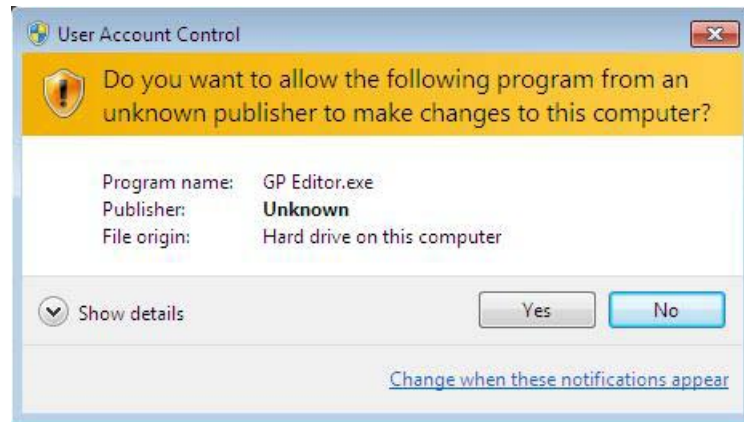 User Account Control
Do you want to allow the following program from an
unknown publisher to make changes to this computer?
Program name: GP Editor.exe
Publisher: Unknown
File origin: Hard drive on this computer
Show details
Yes
No
Change when these notifications appear